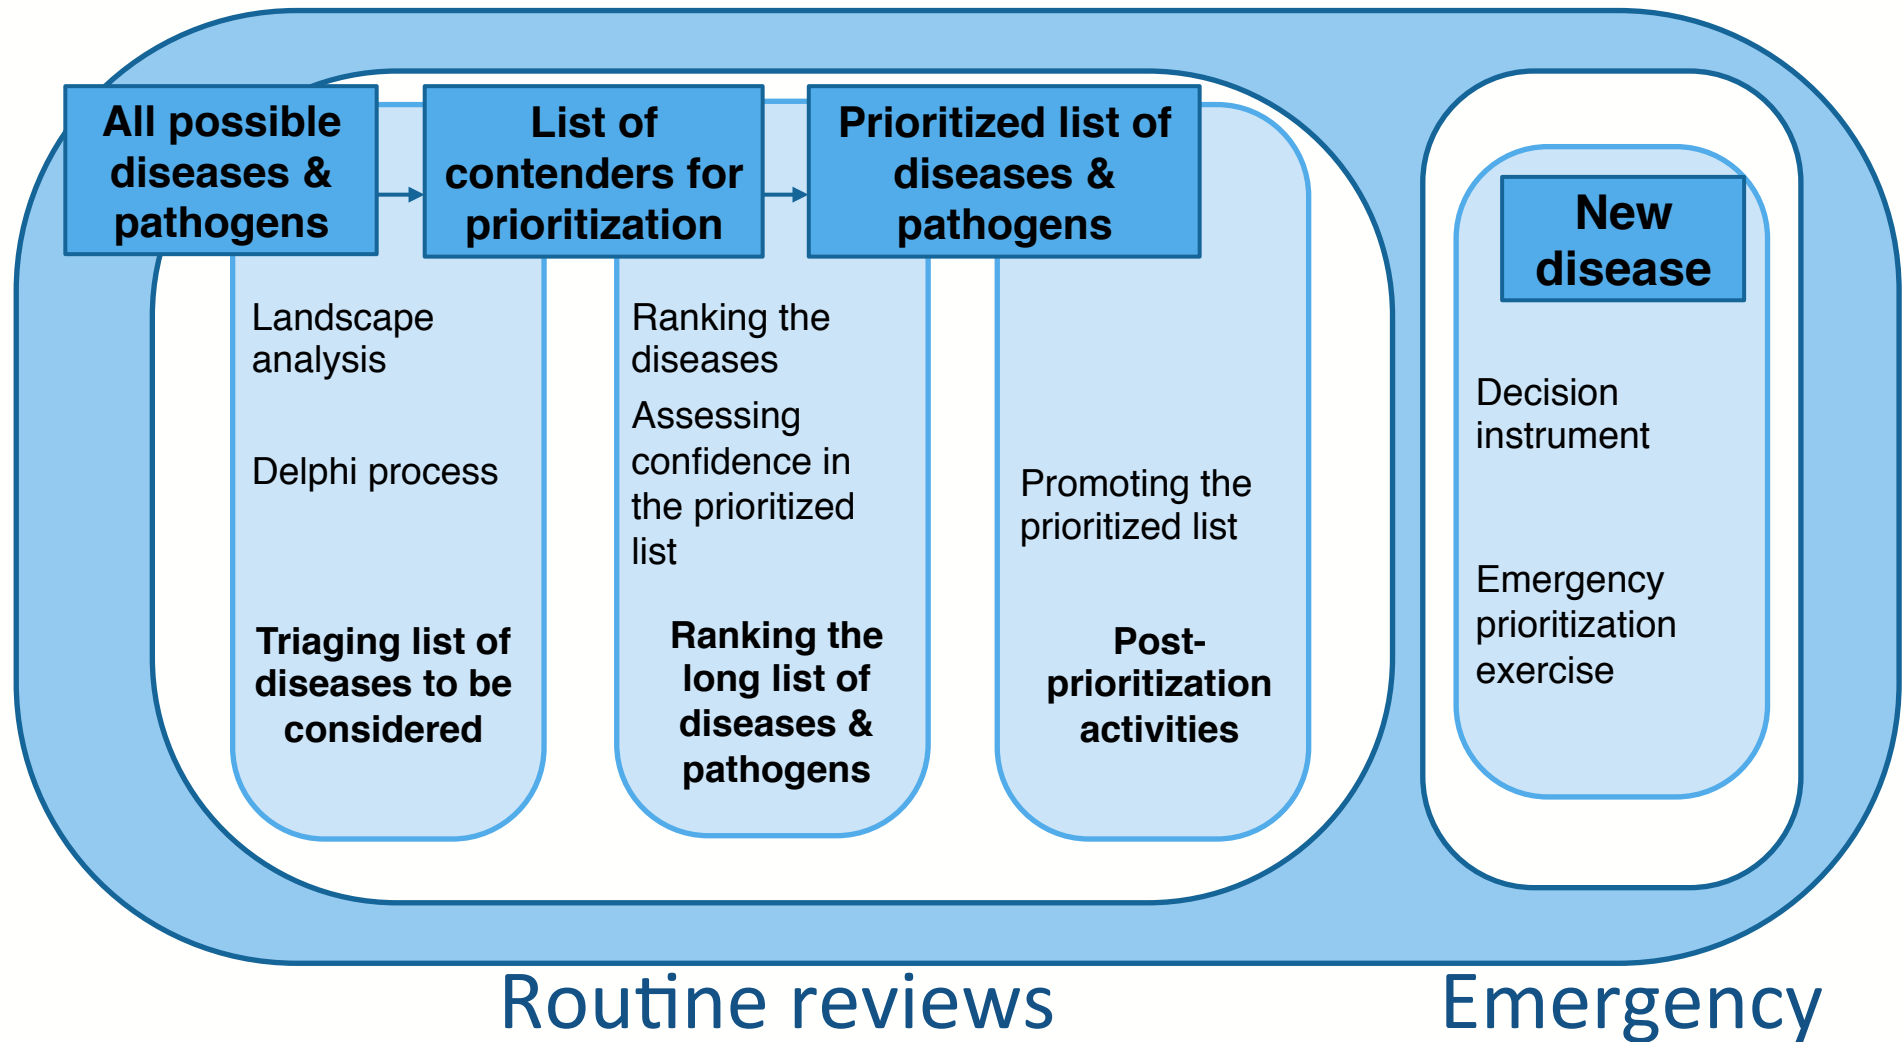 All possible
diseases &
pathogens
List of
contenders for
prioritization
Prioritized list of
diseases &
pathogens
New
disease
Landscape
analysis
Delphi process
Triaging list of
diseases to be
considered
Ranking the
diseases
Assessing
confidence in
the prioritized
list
Ranking the
long list of
diseases &
pathogens
Promoting the
prioritized list
Post-
prioritization
activities
Decision
instrument
Emergency
prioritization
exercise
Routine reviews
Emergency